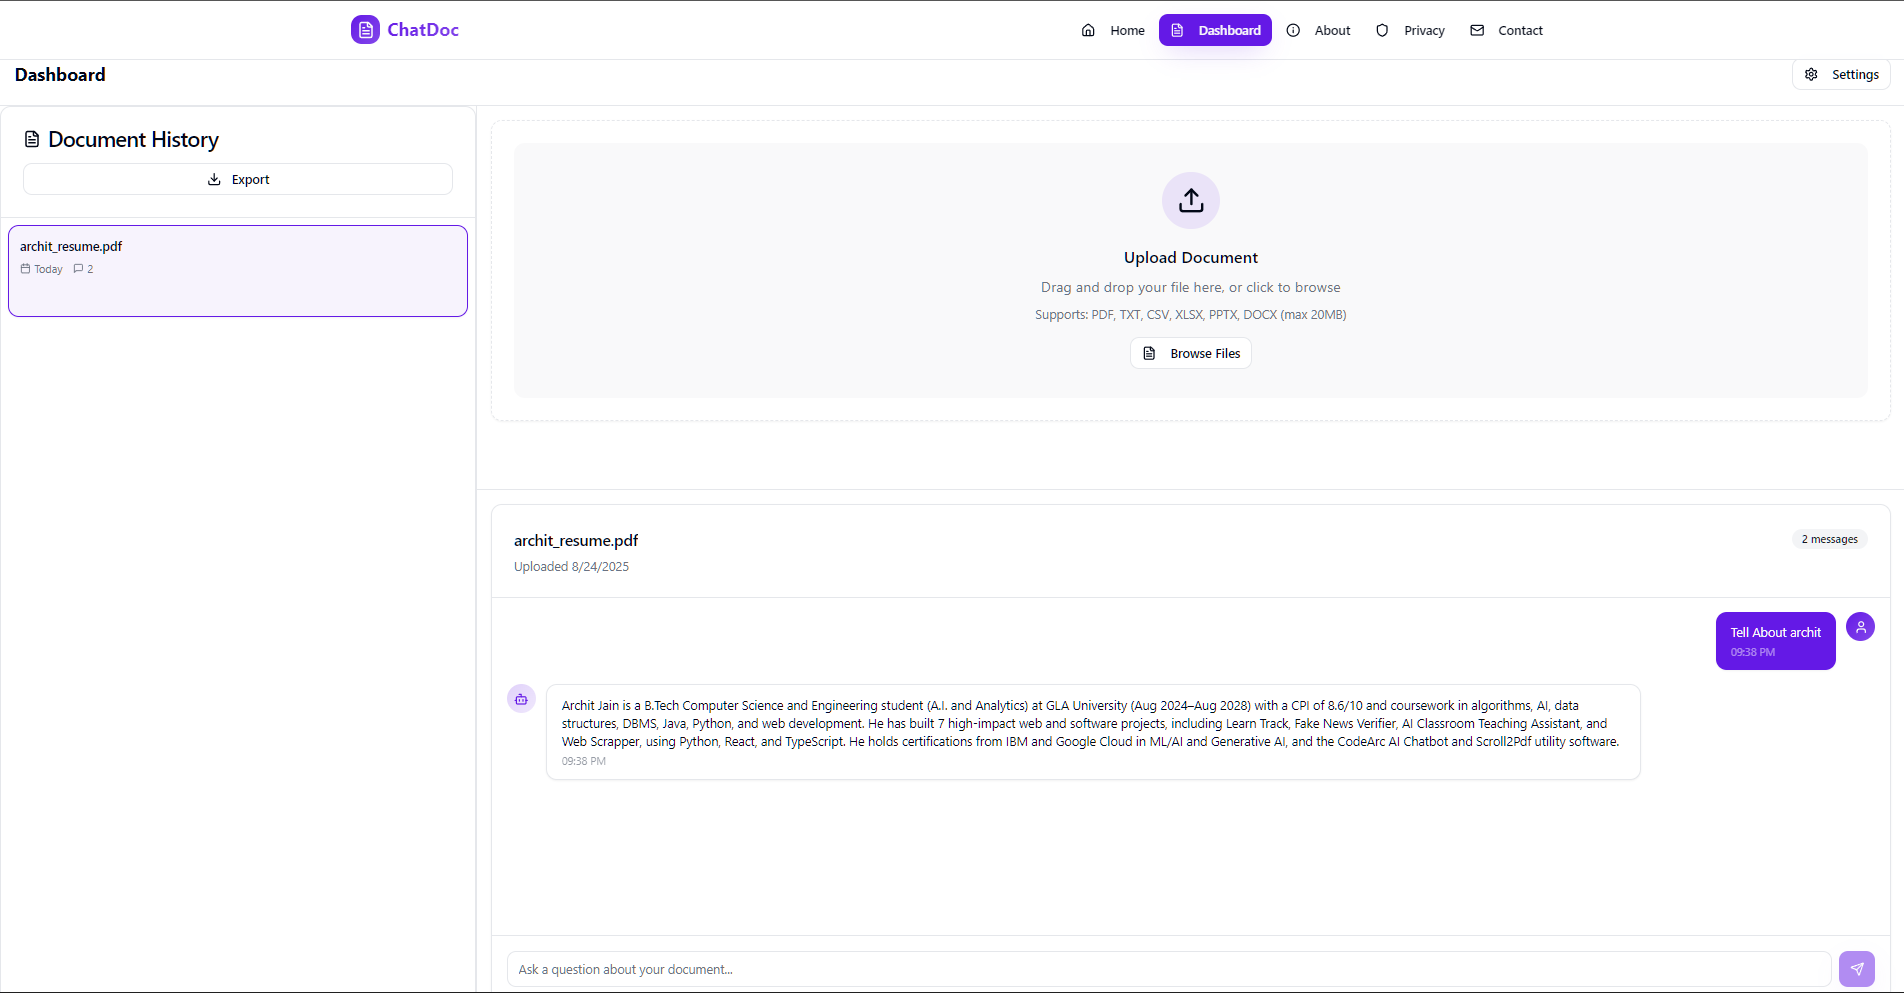 ChatDoc
Home
Dashboard
About
Privacy
Contact
Dashboard
Settings
Document History
Export
archit_resume.pdf
Today 2
Upload Document
Drag and drop your file here, or click to browse
Supports: PDF, TXT, CSV, XLSX, PPTX, DOCX (max 20MB)
Browse Files
archit_resume.pdf
2 messages
Uploaded 8/24/2025
Tell About archit
09:38 PM
Archit Jain is a B.Tech Computer Science and Engineering student (A.I. and Analytics) at GLA University (Aug 2024–Aug 2028) with a CPI of 8.6/10 and coursework in algorithms, AI, data
structures, DBMS, Java, Python, and web development. He has built 7 high-impact web and software projects, including Learn Track, Fake News Verifier, AI Classroom Teaching Assistant, and
Web Scrapper, using Python, React, and TypeScript. He holds certifications from IBM and Google Cloud in ML/AI and Generative AI, and the CodeArc AI Chatbot and Scroll2Pdf utility software.
09:38 PM
Ask a question about your document...